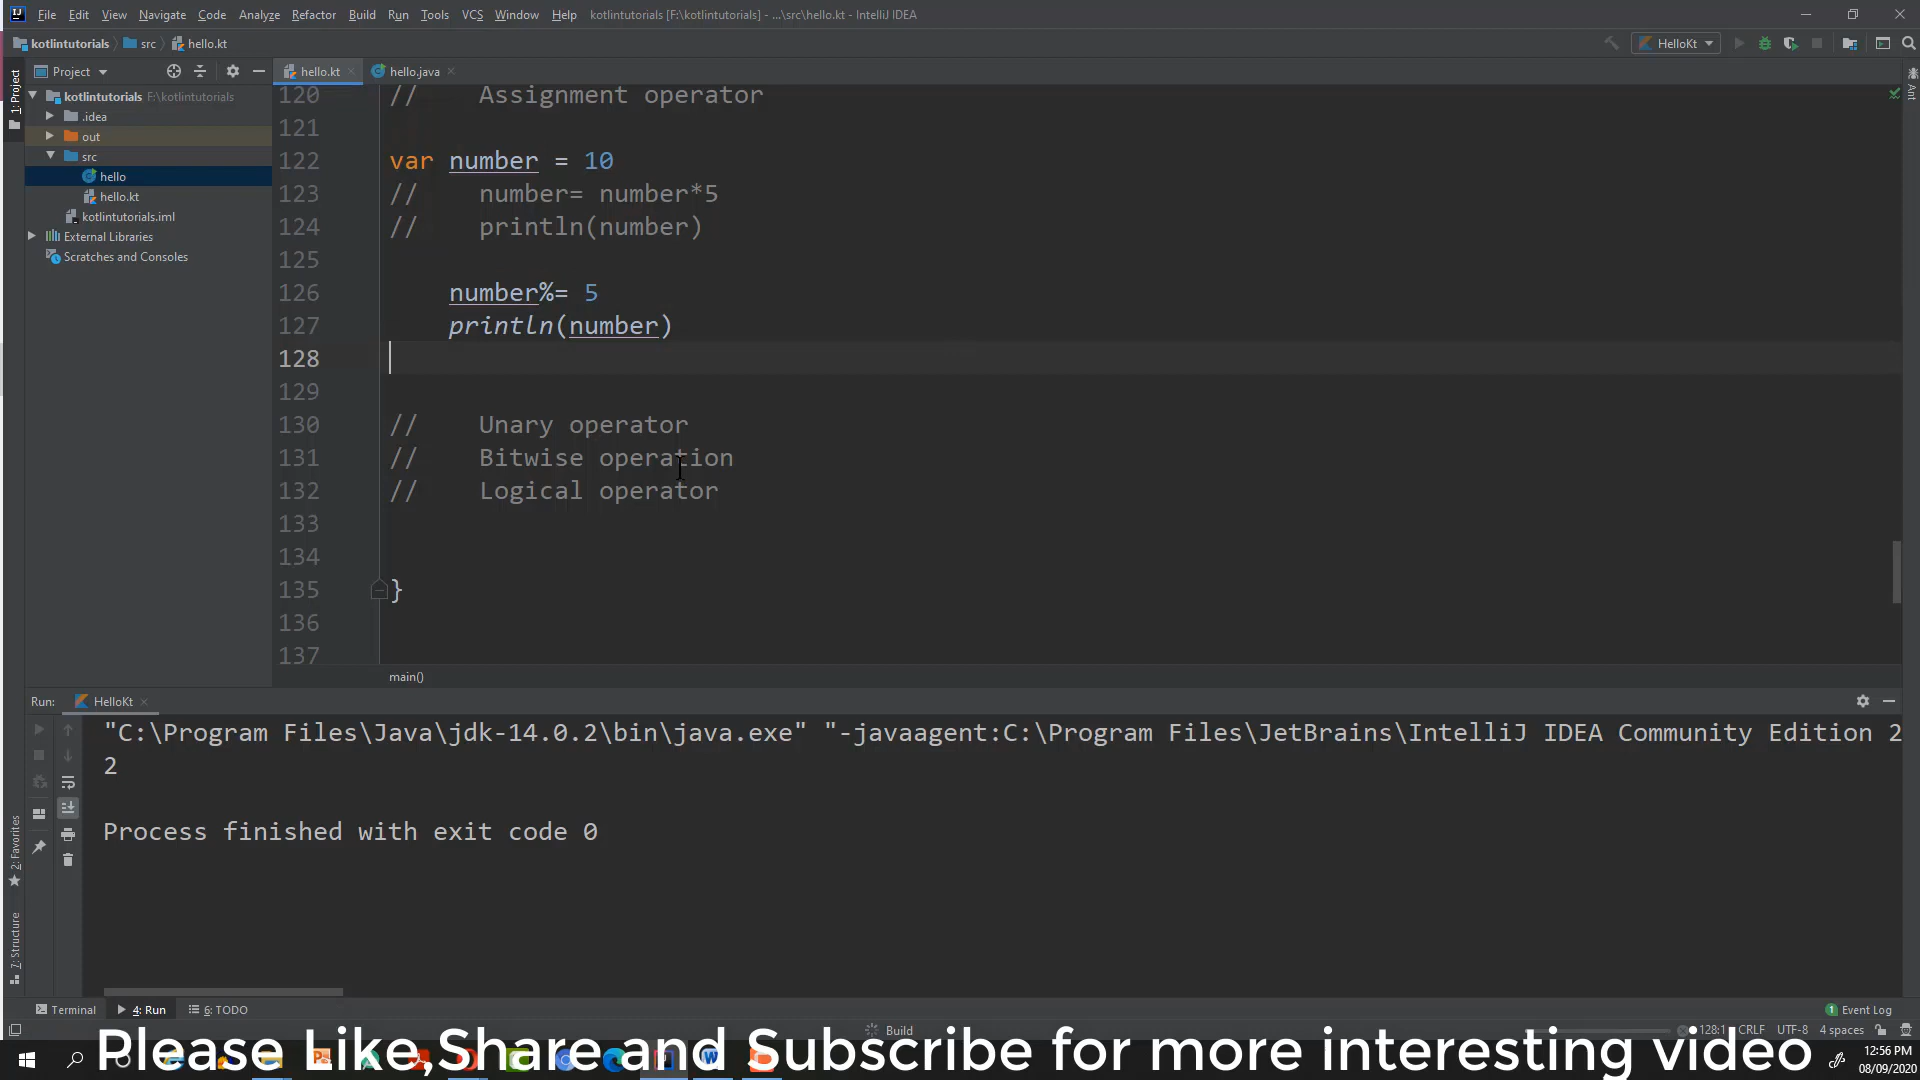 File Edit View Navigate Code Analyze Refactor Build Run Tools VCS Window Help kotlintutorials [F:\kotlintutorials] - ...\src\hello.kt - IntelliJ IDEA
kotlintutorials src hello.kt
HelloKt
1: Project
Project
hello.kt
hello.java
Ant
kotlintutorials F:\kotlintutorials
.idea
out
src
hello
hello.kt
kotlintutorials.iml
External Libraries
Scratches and Consoles
120 // Assignment operator
121
122 var number = 10
123 // number= number*5
124 // println(number)
125
126 number%= 5
127 println(number)
128
129
130 // Unary operator
131 // Bitwise operation
132 // Logical operator
133
134
135 }
136
137
main()
Run: HelloKt
"C:\Program Files\Java\jdk-14.0.2\bin\java.exe" "-javaagent:C:\Program Files\JetBrains\IntelliJ IDEA Community Edition 2
2
Process finished with exit code 0
2: Favorites
7: Structure
Terminal 4: Run 6: TODO Event Log
Build 128:1 CRLF UTF-8 4 spaces
Please Like,Share and Subscribe for more interesting video
12:56 PM
08/09/2020